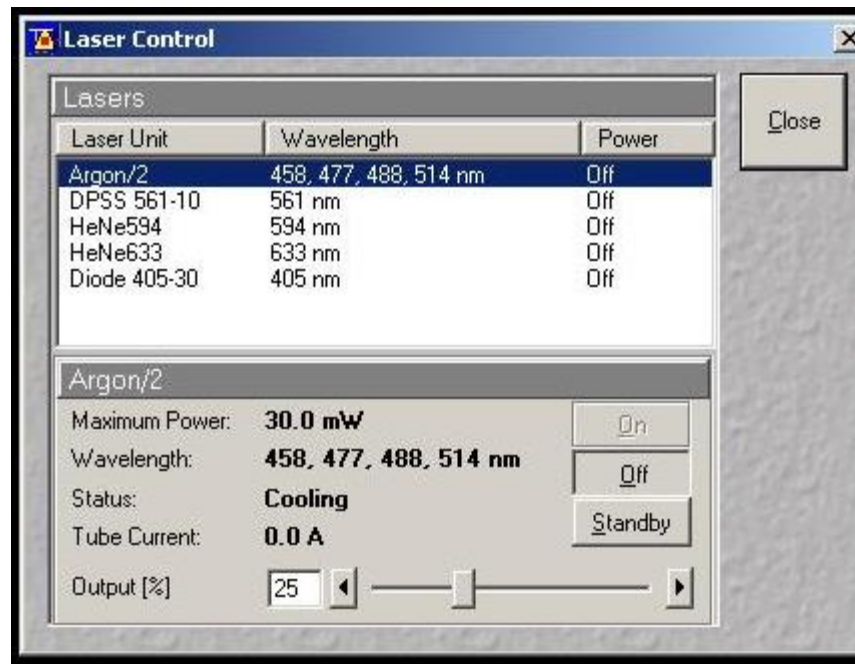 Laser Control
Lasers
Close
Laser Unit Wavelength Power
Argon/2 458, 477, 488, 514 nm Off
DPSS 561-10 561 nm Off
HeNe594 594 nm Off
HeNe633 633 nm Off
Diode 405-30 405 nm Off
Argon/2
Maximum Power: 30.0 mW On
Wavelength: 458, 477, 488, 514 nm
Off
Status: Cooling
Standby
Tube Current: 0.0 A
Output [%] 25